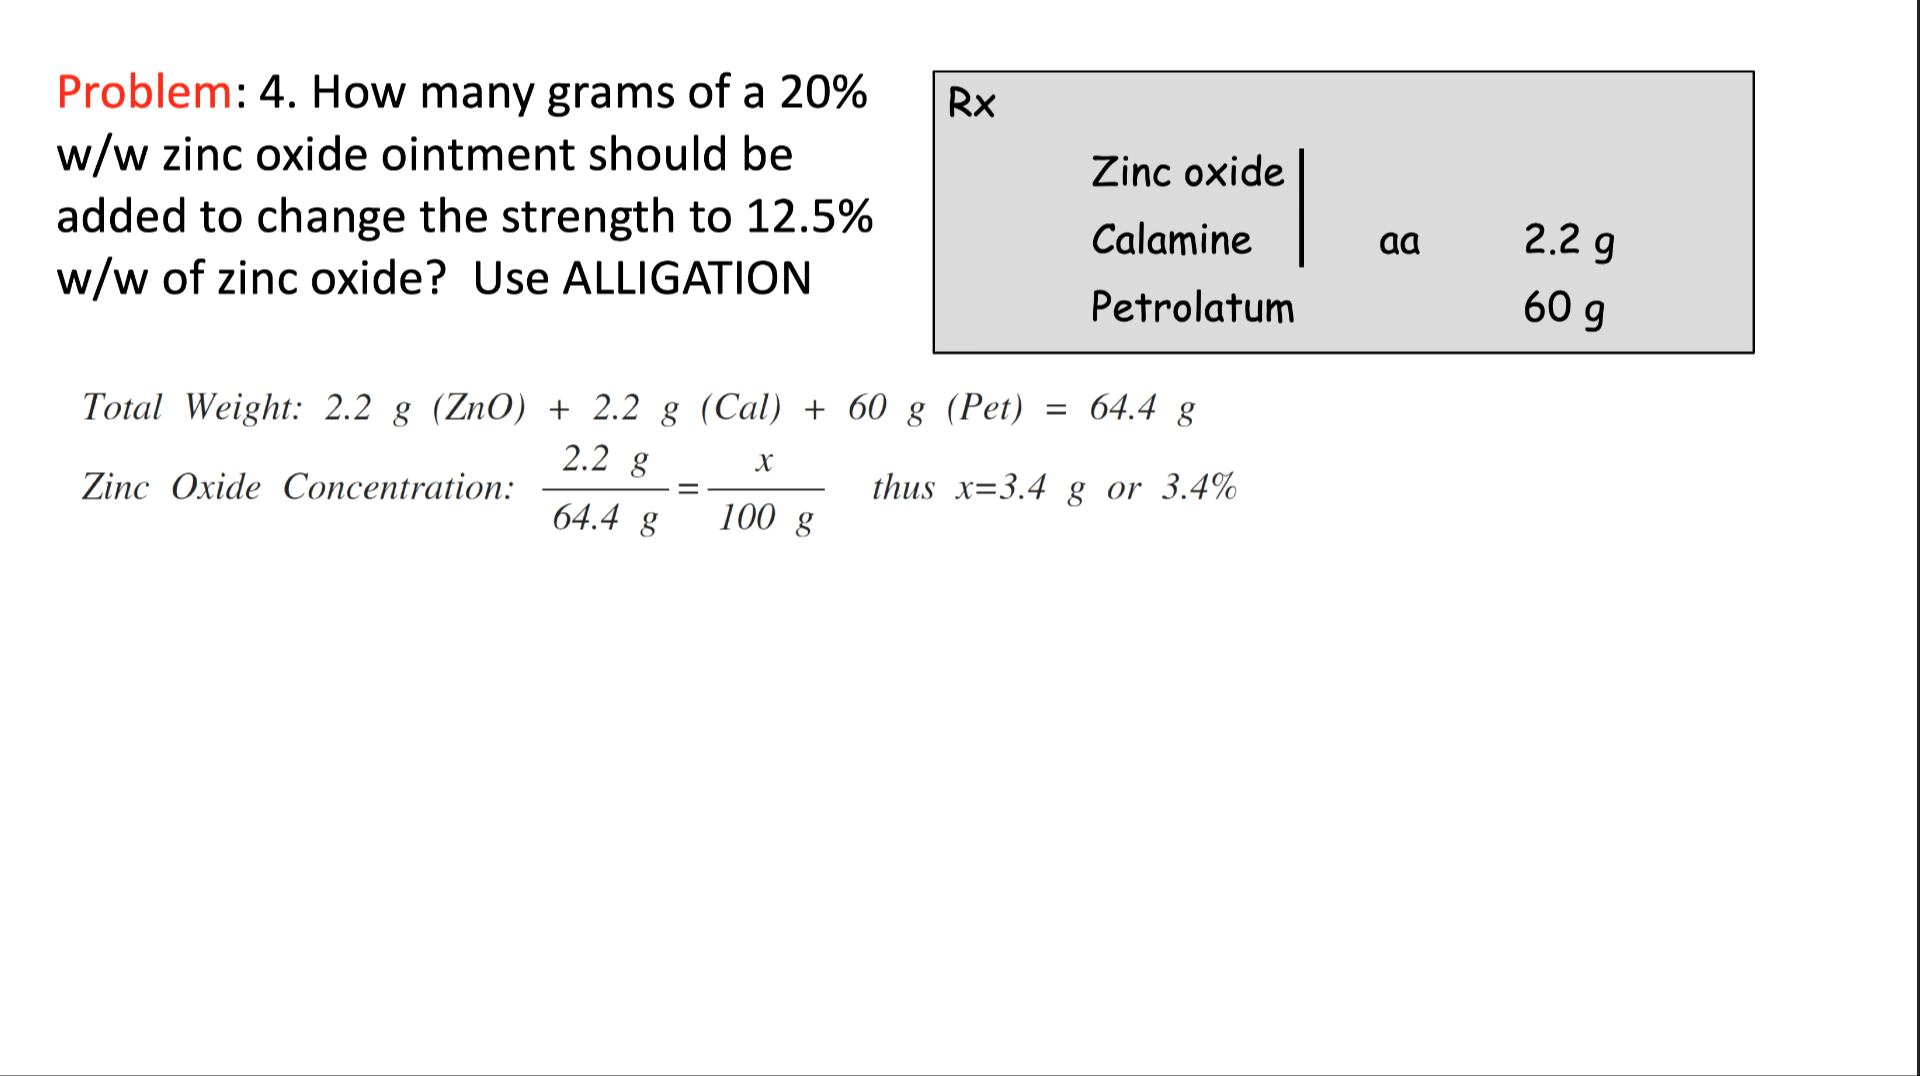 Problem: 4. How many grams of a 20%
w/w zinc oxide ointment should be
added to change the strength to 12.5%
w/w of zinc oxide?  Use ALLIGATION
Rx
Zinc oxide
Calamine aa 2.2 g
Petrolatum 60 g
Total Weight: 2.2 g (ZnO) + 2.2 g (Cal) + 60 g (Pet) = 64.4 g
Zinc Oxide Concentration: 2.2 g / 64.4 g = x / 100 g thus x=3.4 g or 3.4%